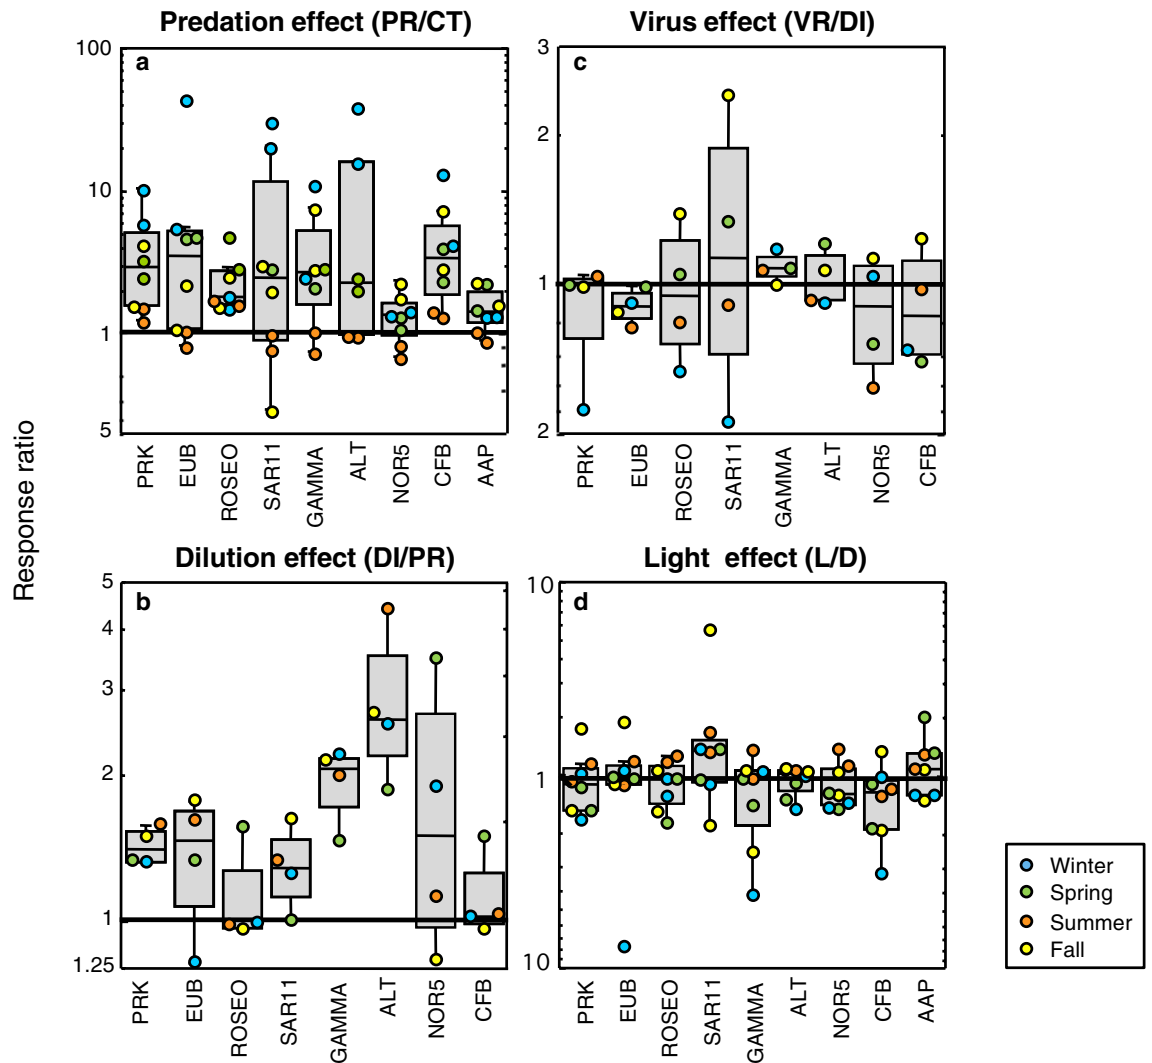 Predation effect (PR/CT)
a
100
10
1
5
PRK
EUB
ROSEO
SAR11
GAMMA
ALT
NOR5
CFB
AAP
Virus effect (VR/DI)
c
3
2
1
2
PRK
EUB
ROSEO
SAR11
GAMMA
ALT
NOR5
CFB
Response ratio
Dilution effect (DI/PR)
b
5
4
3
2
1
1.25
PRK
EUB
ROSEO
SAR11
GAMMA
ALT
NOR5
CFB
Light effect (L/D)
d
10
1
10
PRK
EUB
ROSEO
SAR11
GAMMA
ALT
NOR5
CFB
AAP
Winter
Spring
Summer
Fall